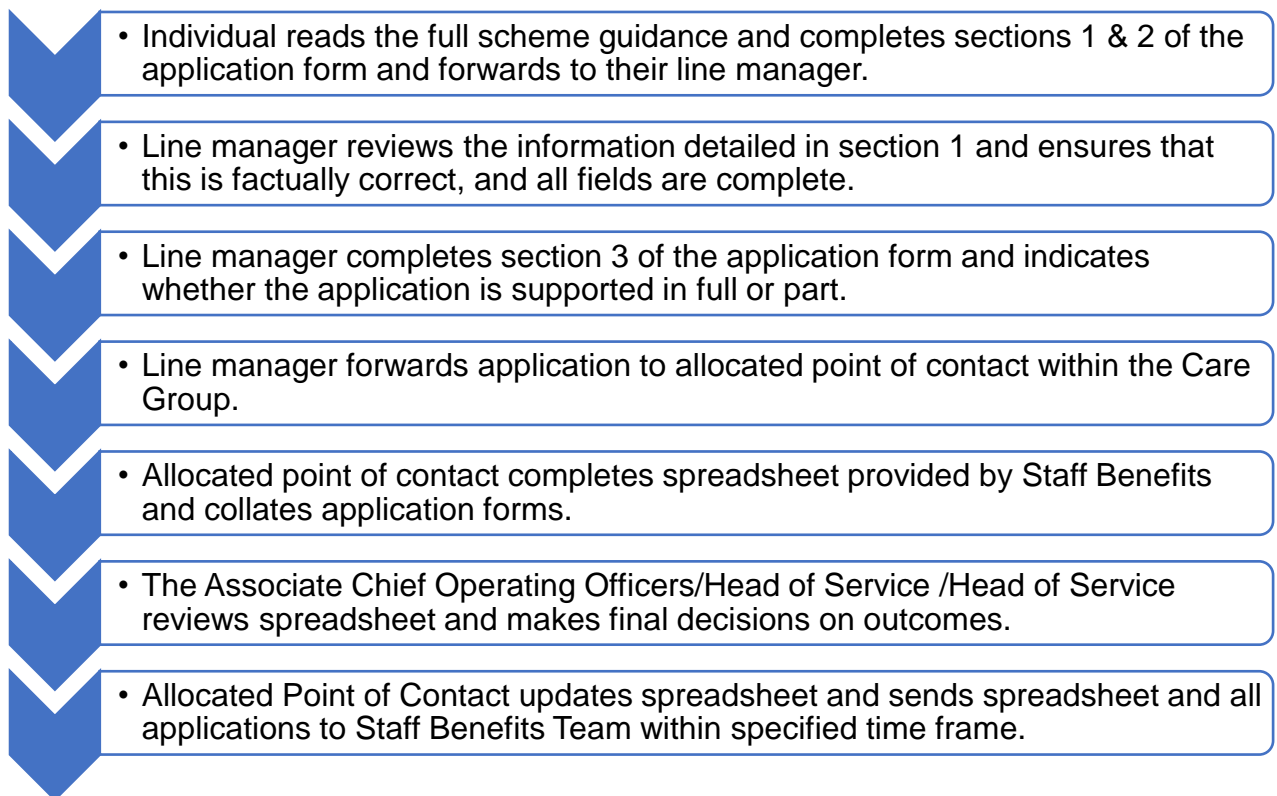 • Individual reads the full scheme guidance and completes sections 1 & 2 of the
application form and forwards to their line manager.
• Line manager reviews the information detailed in section 1 and ensures that
this is factually correct, and all fields are complete.
• Line manager completes section 3 of the application form and indicates
whether the application is supported in full or part.
• Line manager forwards application to allocated point of contact within the Care
Group.
• Allocated point of contact completes spreadsheet provided by Staff Benefits
and collates application forms.
• The Associate Chief Operating Officers/Head of Service /Head of Service
reviews spreadsheet and makes final decisions on outcomes.
• Allocated Point of Contact updates spreadsheet and sends spreadsheet and all
applications to Staff Benefits Team within specified time frame.